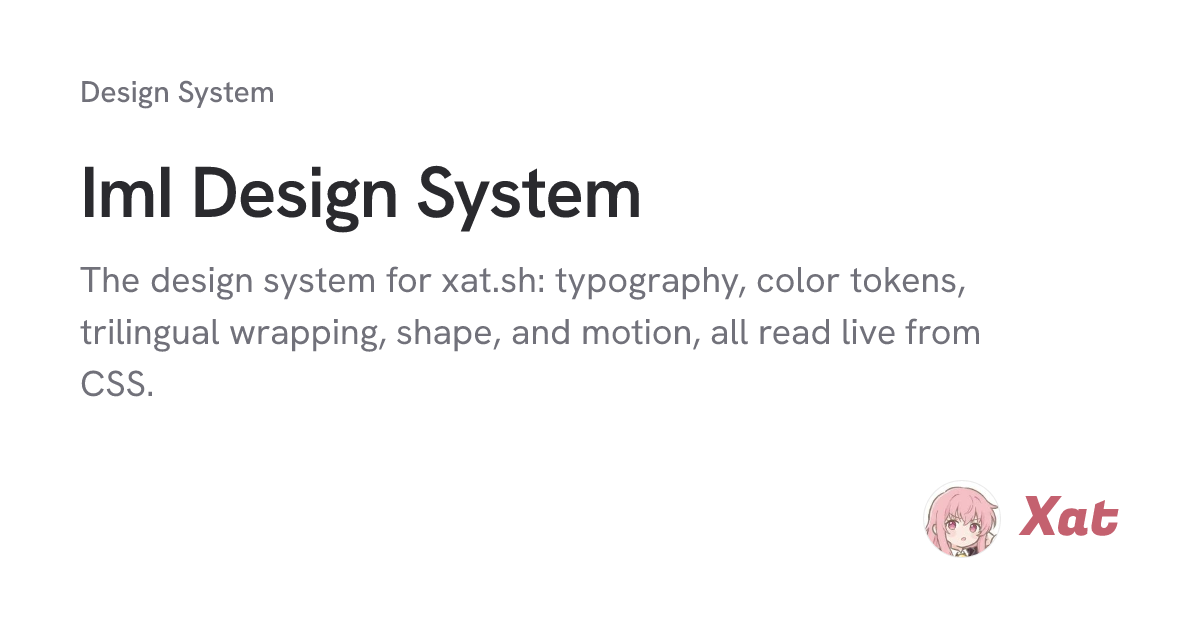 Design System
Iml Design System
The design system for xat.sh: typography, color tokens,
trilingual wrapping, shape, and motion, all read live from
CSS.
Xat